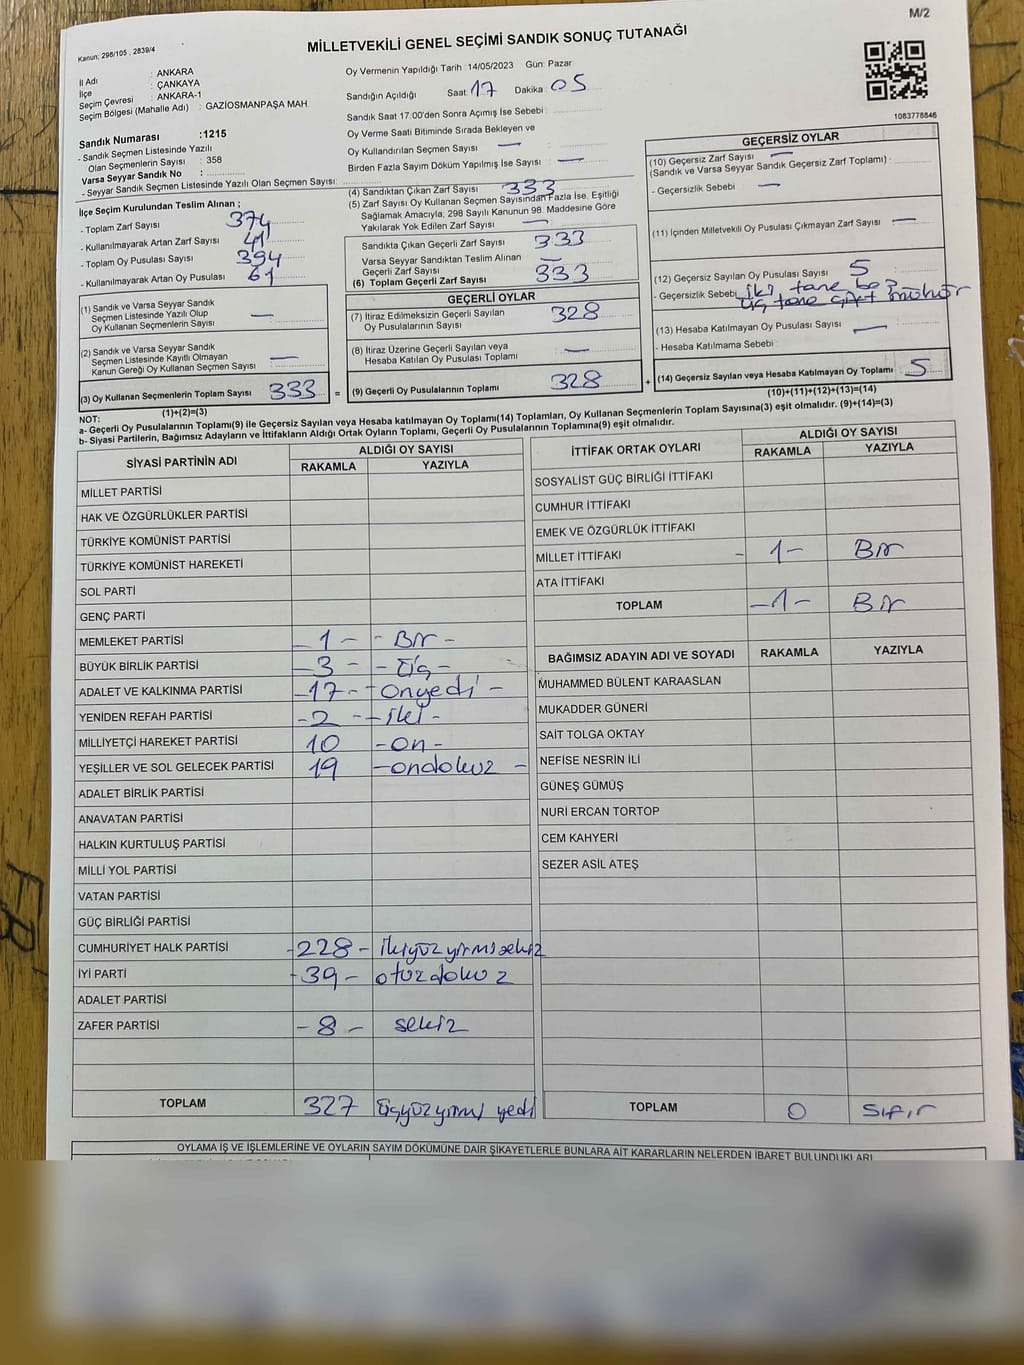 M/2
Kanun: 298/105 , 2839/4
MİLLETVEKİLİ GENEL SEÇİMİ SANDIK SONUÇ TUTANAĞI
İl Adı : ANKARA
İlçe : ÇANKAYA
Seçim Çevresi : ANKARA-1
Seçim Bölgesi (Mahalle Adı) : GAZİOSMANPAŞA MAH.
Sandık Numarası :1215
- Sandık Seçmen Listesinde Yazılı
Olan Seçmenlerin Sayısı : 358
Varsa Seyyar Sandık No :
- Seyyar Sandık Seçmen Listesinde Yazılı Olan Seçmen Sayısı:
Oy Vermenin Yapıldığı Tarih :14/05/2023 Gün: Pazar
Sandığın Açıldığı Saat: 17 Dakika: 05
Sandık Saat 17.00'den Sonra Açımış İse Sebebi :
Oy Verme Saati Bitiminde Sırada Bekleyen ve
Oy Kullandırılan Seçmen Sayısı : —
Birden Fazla Sayım Döküm Yapılmış İse Sayısı : —
1083778846
İlçe Seçim Kurulundan Teslim Alınan ;
- Toplam Zarf Sayısı : 374
- Kullanılmayarak Artan Zarf Sayısı : 41
- Toplam Oy Pusulası Sayısı : 394
- Kullanılmayarak Artan Oy Pusulası : 61
(1) Sandık ve Varsa Seyyar Sandık
Seçmen Listesinde Yazılı Olup
Oy Kullanan Seçmenlerin Sayısı : —
(2) Sandık ve Varsa Seyyar Sandık
Seçmen Listesinde Kayıtlı Olmayan
Kanun Gereği Oy Kullanan Seçmen Sayısı : —
(3) Oy Kullanan Seçmenlerin Toplam Sayısı : 333 =
(1)+(2)=(3)
(4) Sandıktan Çıkan Zarf Sayısı : 333
(5) Zarf Sayısı Oy Kullanan Seçmen Sayısından Fazla İse, Eşitliği
Sağlamak Amacıyla; 298 Sayılı Kanunun 98. Maddesine Göre
Yakılarak Yok Edilen Zarf Sayısı : —
Sandıkta Çıkan Geçerli Zarf Sayısı : 333
Varsa Seyyar Sandıktan Teslim Alınan
Geçerli Zarf Sayısı : —
(6) Toplam Geçerli Zarf Sayısı : 333
GEÇERLİ OYLAR
(7) İtiraz Edilmeksizin Geçerli Sayılan
Oy Pusulalarının Sayısı : 328
(8) İtiraz Üzerine Geçerli Sayılan veya
Hesaba Katılan Oy Pusulası Toplamı : —
(9) Geçerli Oy Pusulalarının Toplamı : 328 +
GEÇERSİZ OYLAR
(10) Geçersiz Zarf Sayısı : —
(Sandık ve Varsa Seyyar Sandık Geçersiz Zarf Toplamı) :
- Geçersizlik Sebebi : —
(11) İçinden Milletvekili Oy Pusulası Çıkmayan Zarf Sayısı : —
(12) Geçersiz Sayılan Oy Pusulası Sayısı : 5
- Geçersizlik Sebebi : iki tane boş
üç tane çift mühür
(13) Hesaba Katılmayan Oy Pusulası Sayısı : —
- Hesaba Katılmama Sebebi :
(14) Geçersiz Sayılan veya Hesaba Katılmayan Oy Toplamı : 5
(10)+(11)+(12)+(13)=(14)
NOT:
a- Geçerli Oy Pusulalarının Toplamı(9) ile Geçersiz Sayılan veya Hesaba katılmayan Oy Toplamı(14) Toplamları, Oy Kullanan Seçmenlerin Toplam Sayısına(3) eşit olmalıdır. (9)+(14)=(3)
b- Siyasi Partilerin, Bağımsız Adayların ve İttifakların Aldığı Ortak Oyların Toplamı, Geçerli Oy Pusulalarının Toplamına(9) eşit olmalıdır.
SİYASİ PARTİNİN ADI ALDIĞI OY SAYISI
RAKAMLA YAZIYLA
MİLLET PARTİSİ
HAK VE ÖZGÜRLÜKLER PARTİSİ
TÜRKİYE KOMÜNİST PARTİSİ
TÜRKİYE KOMÜNİST HAREKETİ
SOL PARTİ
GENÇ PARTİ
MEMLEKET PARTİSİ - 1 - - Bir -
BÜYÜK BİRLİK PARTİSİ - 3 - - üç -
ADALET VE KALKINMA PARTİSİ - 17 - - onyedi -
YENİDEN REFAH PARTİSİ - 2 - - iki -
MİLLİYETÇİ HAREKET PARTİSİ 10 - on -
YEŞİLLER VE SOL GELECEK PARTİSİ 19 - ondokuz -
ADALET BİRLİK PARTİSİ
ANAVATAN PARTİSİ
HALKIN KURTULUŞ PARTİSİ
MİLLİ YOL PARTİSİ
VATAN PARTİSİ
GÜÇ BİRLİĞİ PARTİSİ
CUMHURİYET HALK PARTİSİ - 228 - ikiyüzyirmisekiz
İYİ PARTİ - 39 - otuzdokuz
ADALET PARTİSİ
ZAFER PARTİSİ - 8 - sekiz
TOPLAM 327 üçyüzyirmi yedi
İTTİFAK ORTAK OYLARI ALDIĞI OY SAYISI
RAKAMLA YAZIYLA
SOSYALİST GÜÇ BİRLİĞİ İTTİFAKI
CUMHUR İTTİFAKI
EMEK VE ÖZGÜRLÜK İTTİFAKI
MİLLET İTTİFAKI - 1 - Bir
ATA İTTİFAKI
TOPLAM - 1 - Bir
BAĞIMSIZ ADAYIN ADI VE SOYADI RAKAMLA YAZIYLA
MUHAMMED BÜLENT KARAASLAN
MUKADDER GÜNERİ
SAİT TOLGA OKTAY
NEFİSE NESRİN İLİ
GÜNEŞ GÜMÜŞ
NURİ ERCAN TORTOP
CEM KAHYERİ
SEZER ASİL ATEŞ
TOPLAM 0 sıfır
OYLAMA İŞ VE İŞLEMLERİNE VE OYLARIN SAYIM DÖKÜMÜNE DAİR ŞİKAYETLERLE BUNLARA AİT KARARLARIN NELERDEN İBARET BULUNDUKLARI